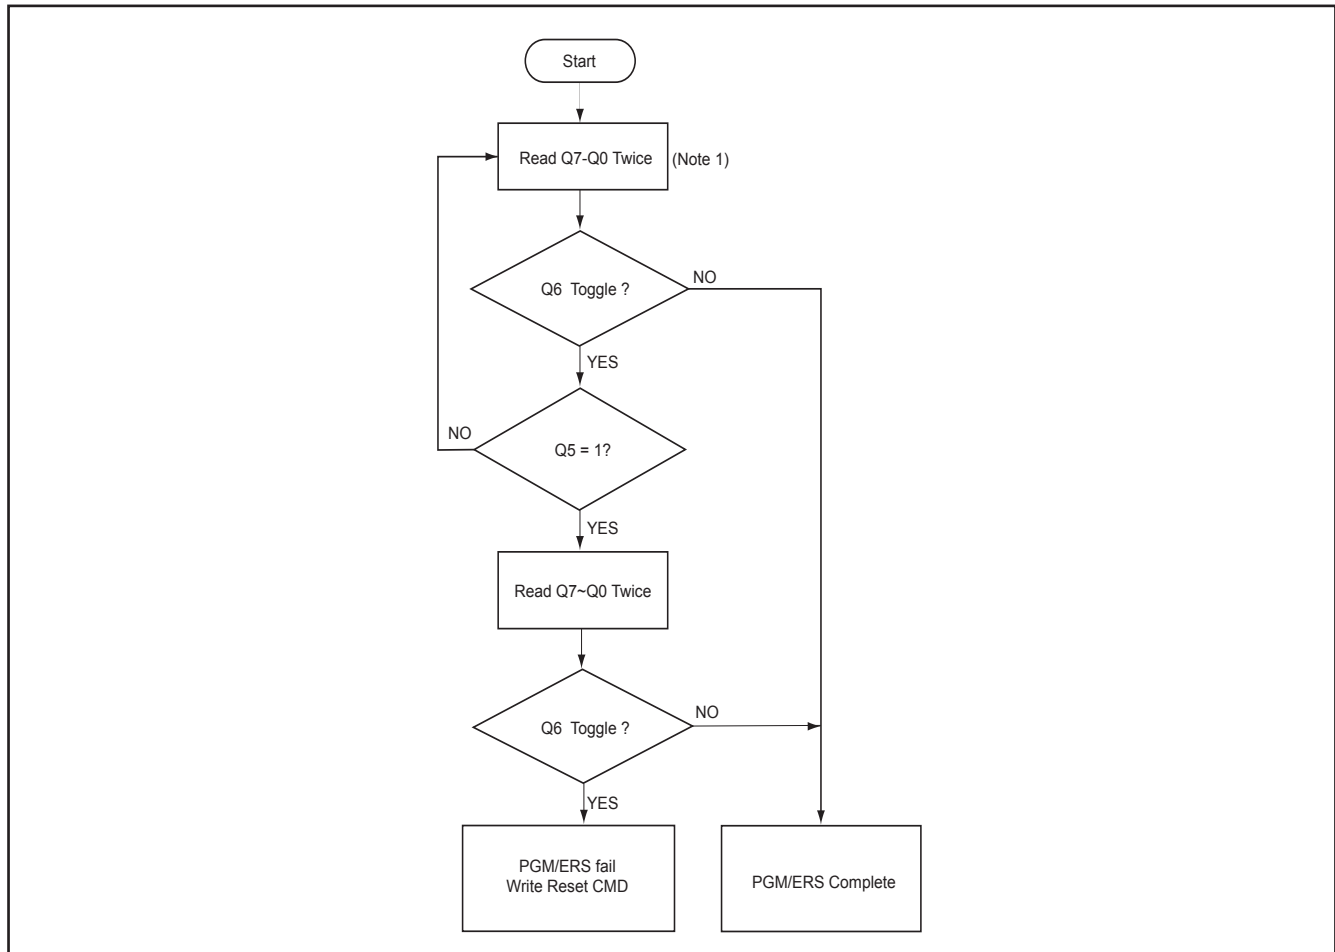 Start
Read Q7-Q0 Twice (Note 1)
Q6 Toggle ?
NO
YES
Q5 = 1?
NO
YES
Read Q7~Q0 Twice
Q6 Toggle ?
NO
YES
PGM/ERS fail
Write Reset CMD
PGM/ERS Complete